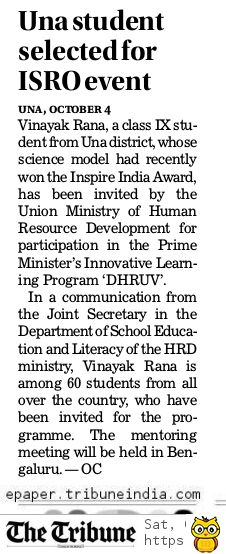 Una student
selected for
ISRO event
UNA, OCTOBER 4
Vinayak Rana, a class IX stu-
dent from Una district, whose
science model had recently
won the Inspire India Award,
has been invited by the
Union Ministry of Human
Resource Development for
participation in the Prime
Minister's Innovative Learn-
ing Program 'DHRUV'.
In a communication from
the Joint Secretary in the
Department of School Educa-
tion and Literacy of the HRD
ministry, Vinayak Rana is
among 60 students from all
over the country, who have
been invited for the pro-
gramme. The mentoring
meeting will be held in Ben-
galuru. — OC
epaper.tribuneindia.com
The Tribune
Sat,
https